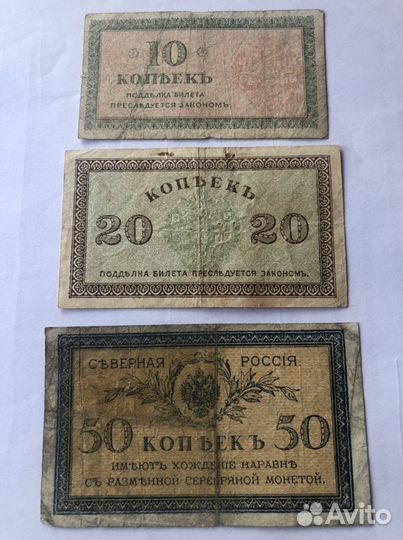 10
КОПѢЕКЪ
ПОДДѢЛКА БИЛЕТА
ПРЕСЛѢДУЕТСЯ ЗАКОНОМЪ.
КОПѢЕКЪ
20 20
ПОДДѢЛКА БИЛЕТА ПРЕСЛѢДУЕТСЯ ЗАКОНОМЪ.
СѢВЕРНАЯ РОССІЯ
50 КОПѢЕКЪ 50
ИМѢЮТЪ ХОЖДЕНІЕ НАРАВНѢ
СЪ РАЗМѢННОЙ СЕРЕБРЯНОЙ МОНЕТОЙ.
Avito